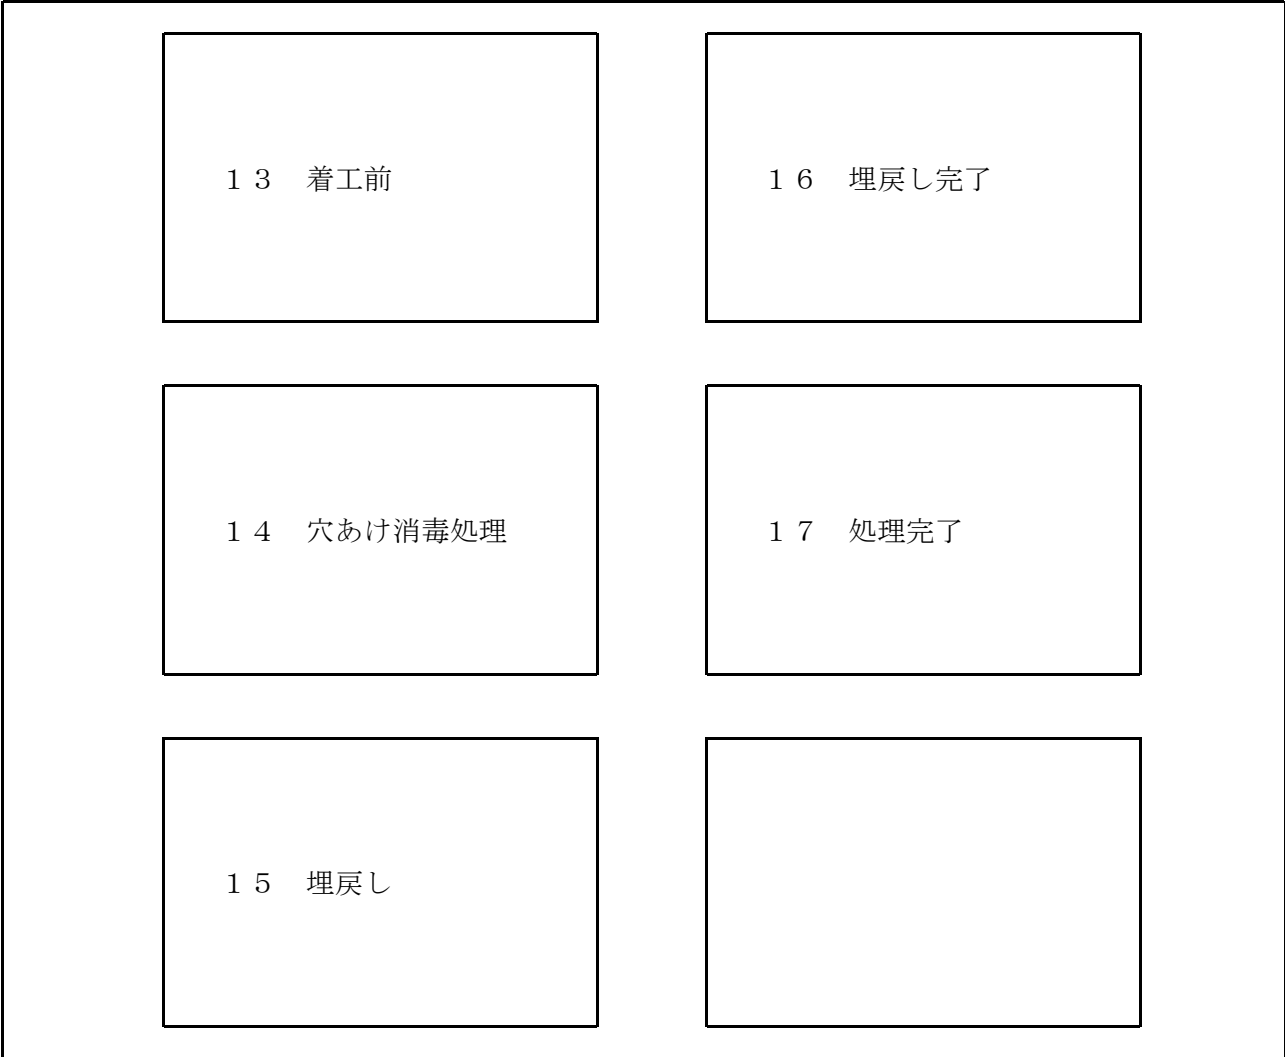 １３　着工前
１４　穴あけ消毒処理
１５　埋戻し
１６　埋戻し完了
１７　処理完了